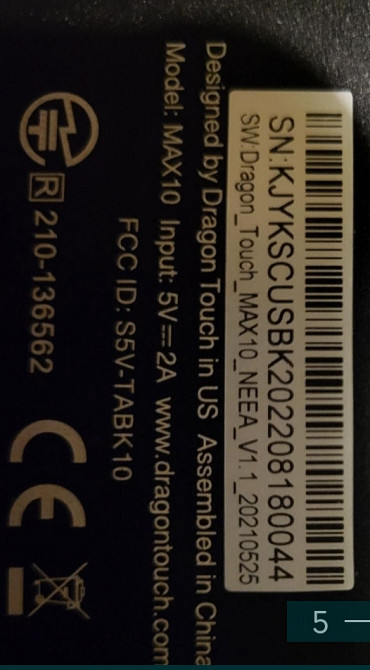 SN:KJYKSCUSBK202208180044
SW:Dragon_Touch_MAX10_NEEA_V1.1_20210525
Designed by Dragon Touch in US Assembled in China
Model: MAX10 Input: 5V⎓2A www.dragontouch.com
FCC ID: S5V-TABK10
R 210-136562
CE
5 —